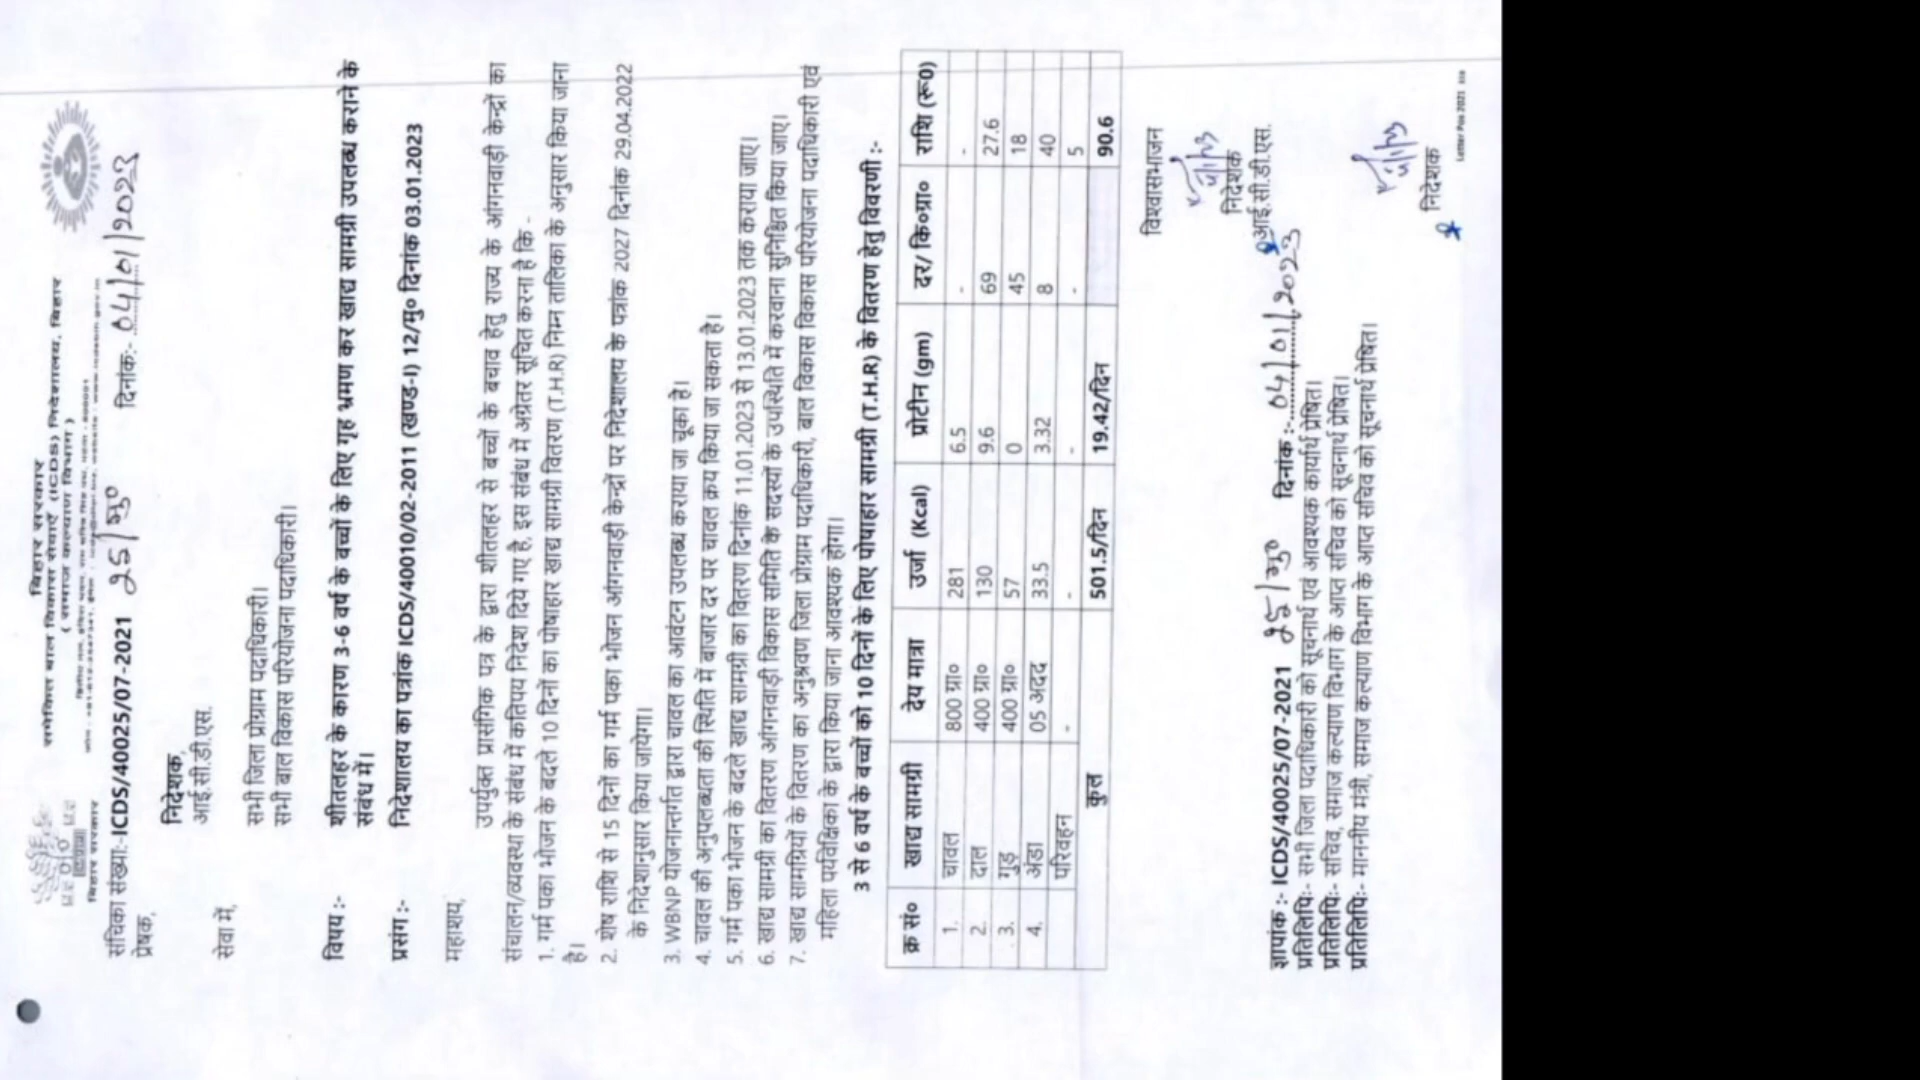 बिहार सरकार
समेकित बाल विकास सेवाएँ (ICDS) निदेशालय, बिहार
( समाज कल्याण विभाग )
बिहार सरकार
संचिका संख्या:-ICDS/40025/07-2021 25/मु० दिनांक:- 04/01/2023
प्रेषक,
निदेशक,
आई.सी.डी.एस.
सेवा में,
सभी जिला प्रोग्राम पदाधिकारी।
सभी बाल विकास परियोजना पदाधिकारी।
विषय :- शीतलहर के कारण 3-6 वर्ष के बच्चों के लिए गृह भ्रमण कर खाद्य सामग्री उपलब्ध कराने के
संबंध में।
प्रसंग :- निदेशालय का पत्रांक ICDS/40010/02-2011 (खण्ड-I) 12/मु० दिनांक 03.01.2023
महाशय,
उपर्युक्त प्रासंगिक पत्र के द्वारा शीतलहर से बच्चों के बचाव हेतु राज्य के आंगनवाड़ी केन्द्रों का
संचालन/व्यवस्था के संबंध में कतिपय निदेश दिये गए है, इस संबंध में अग्रेतर सूचित करना है कि -
1. गर्म पका भोजन के बदले 10 दिनों का पोषाहार खाद्य सामग्री वितरण (T.H.R) निम्न तालिका के अनुसार किया जाना
है।
2. शेष राशि से 15 दिनों का गर्म पका भोजन आंगनवाड़ी केन्द्रों पर निदेशालय के पत्रांक 2027 दिनांक 29.04.2022
के निदेशानुसार किया जायेगा।
3. WBNP योजनान्तर्गत द्वारा चावल का आवंटन उपलब्ध कराया जा चूका है।
4. चावल की अनुपलब्धता की स्थिति में बाजार दर पर चावल क्रय किया जा सकता है।
5. गर्म पका भोजन के बदले खाद्य सामग्री का वितरण दिनांक 11.01.2023 से 13.01.2023 तक कराया जाए।
6. खाद्य सामग्री का वितरण आंगनवाड़ी विकास समिति के सदस्यों के उपस्थिति में करवाना सुनिश्चित किया जाए।
7. खाद्य सामग्रियों के वितरण का अनुश्रवण जिला प्रोग्राम पदाधिकारी, बाल विकास परियोजना पदाधिकारी एवं
महिला पर्यवेक्षिका के द्वारा किया जाना आवश्यक होगा।
3 से 6 वर्ष के बच्चों को 10 दिनों के लिए पोषाहार सामग्री (T.H.R) के वितरण हेतु विवरणी :-
क्र सं० खाद्य सामग्री देय मात्रा उर्जा (Kcal) प्रोटीन (gm) दर/ कि०ग्रा० राशि (रू0)
1. चावल 800 ग्रा० 281 6.5 - -
2. दाल 400 ग्रा० 130 9.6 69 27.6
3. गुड़ 400 ग्रा० 57 0 45 18
4. अंडा 05 अदद 33.5 3.32 8 40
परिवहन - - - - 5
कुल 501.5/दिन 19.42/दिन 90.6
विश्वासभाजन
4/1/23
निदेशक
आई.सी.डी.एस.
ज्ञापांक :- ICDS/40025/07-2021 25/मु० दिनांक :- 04/01/2023
प्रतिलिपि:- सभी जिला पदाधिकारी को सूचनार्थ एवं आवश्यक कार्यार्थ प्रेषित।
प्रतिलिपि:- सचिव, समाज कल्याण विभाग के आप्त सचिव को सूचनार्थ प्रेषित।
प्रतिलिपि:- माननीय मंत्री, समाज कल्याण विभाग के आप्त सचिव को सूचनार्थ प्रेषित।
4/1/23
निदेशक